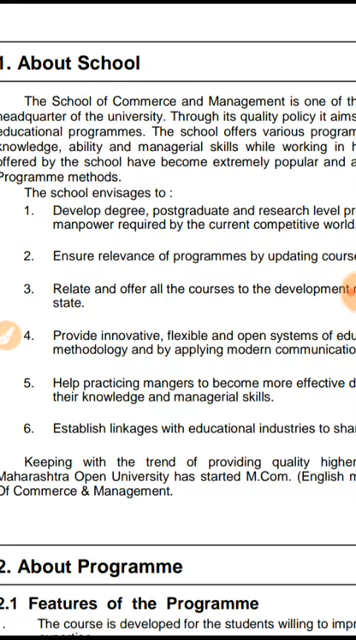 1. About School
The School of Commerce and Management is one of th
headquarter of the university. Through its quality policy it aims
educational programmes. The school offers various program
knowledge, ability and managerial skills while working in h
offered by the school have become extremely popular and a
Programme methods.
The school envisages to :
1. Develop degree, postgraduate and research level pr
manpower required by the current competitive world.
2. Ensure relevance of programmes by updating cours
3. Relate and offer all the courses to the development
state.
4. Provide innovative, flexible and open systems of edu
methodology and by applying modern communicatio
5. Help practicing mangers to become more effective d
their knowledge and managerial skills.
6. Establish linkages with educational industries to sha
Keeping with the trend of providing quality higher
Maharashtra Open University has started M.Com. (English m
Of Commerce & Management.
2. About Programme
2.1 Features of the Programme
. The course is developed for the students willing to impr